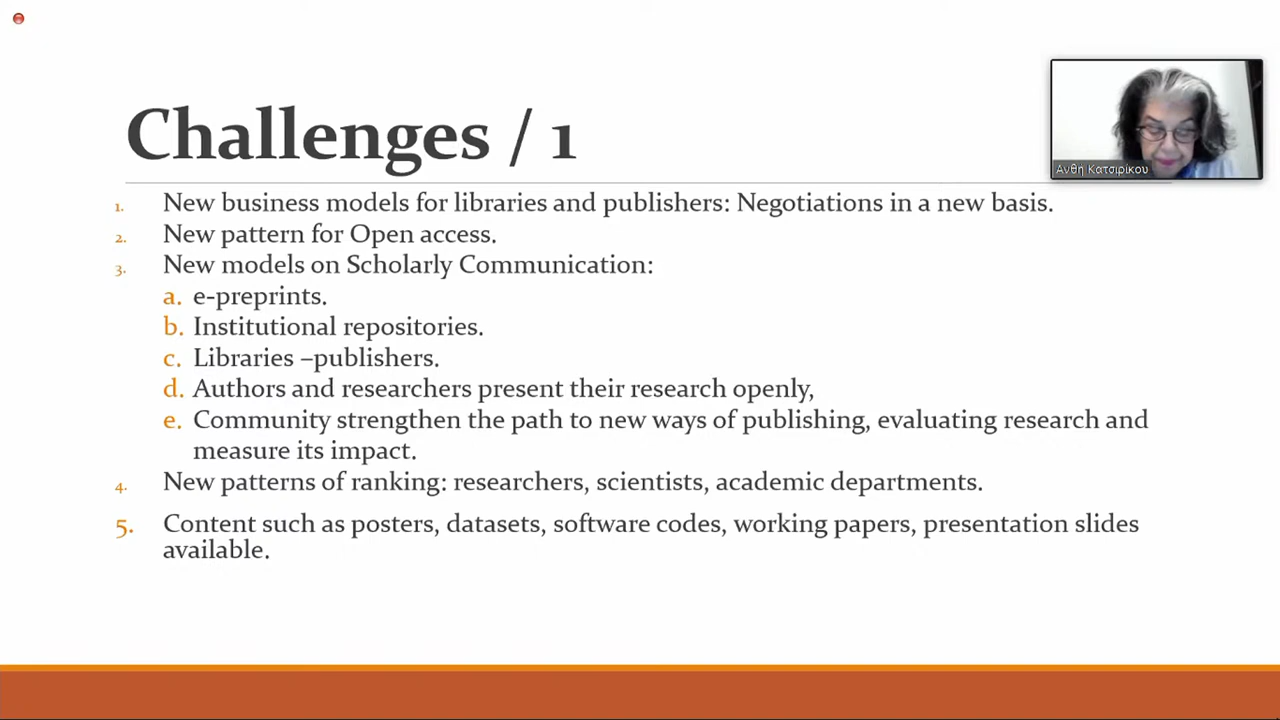 Challenges / 1
Ανθή Κατσιρίκου
1. New business models for libraries and publishers: Negotiations in a new basis.
2. New pattern for Open access.
3. New models on Scholarly Communication:
a. e-preprints.
b. Institutional repositories.
c. Libraries –publishers.
d. Authors and researchers present their research openly,
e. Community strengthen the path to new ways of publishing, evaluating research and
measure its impact.
4. New patterns of ranking: researchers, scientists, academic departments.
5. Content such as posters, datasets, software codes, working papers, presentation slides
available.